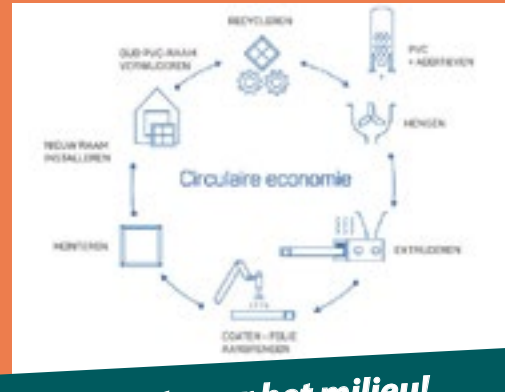 RECYCLEREN
OUD PVC-RAAM
VERWIJDEREN
PVC
+ ADDITIEVEN
MENGEN
NIEUW RAAM
INSTALLEREN
Circulaire economie
MONTEREN
EXTRUDEREN
COATEN - FOLIE
AANBRENGEN
het milieu!